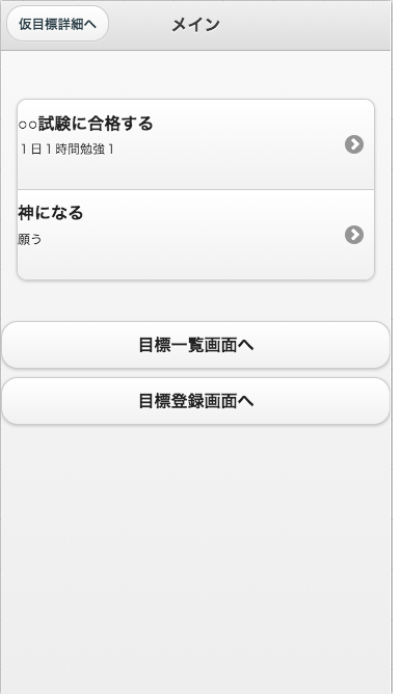 仮目標詳細へ
メイン
○○試験に合格する
１日１時間勉強１
神になる
願う
目標一覧画面へ
目標登録画面へ